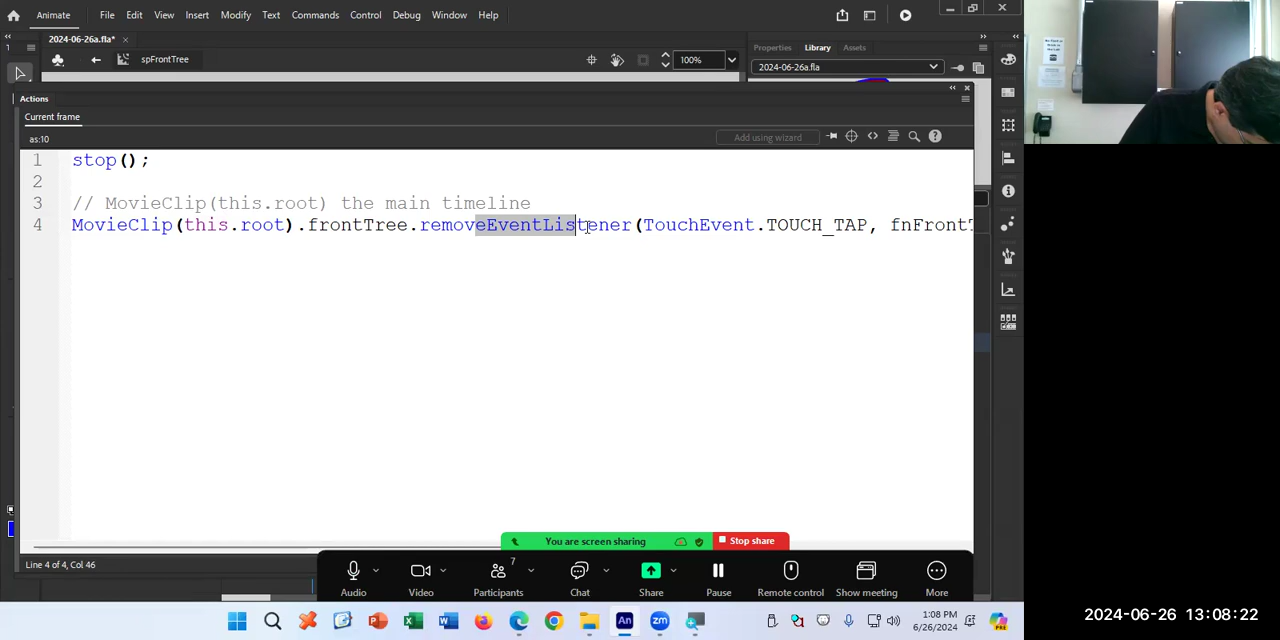 Animate File Edit View Insert Modify Text Commands Control Debug Window Help
2024-06-26a.fla* ×
1
spFrontTree
100%
Properties Library Assets
2024-06-26a.fla
Actions
Current frame
as:10
Add using wizard
1 stop();
2
3 // MovieClip(this.root) the main timeline
4 MovieClip(this.root).frontTree.removeEventListener(TouchEvent.TOUCH_TAP, fnFrontT
You are screen sharing Stop share
Line 4 of 4, Col 46
7
Audio Video Participants Chat Share Pause Remote control Show meeting More
1:08 PM
6/26/2024
2024-06-26 13:08:22